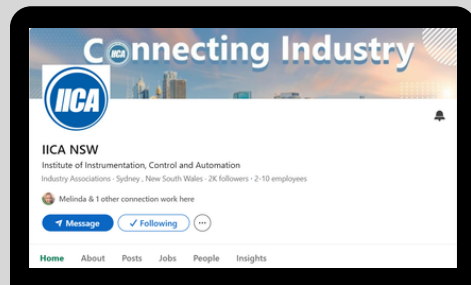 Connecting Industry
IICA
IICA NSW
Institute of Instrumentation, Control and Automation
Industry Associations · Sydney , New South Wales · 2K followers · 2-10 employees
Melinda & 1 other connection work here
Message
✓ Following
Home About Posts Jobs People Insights